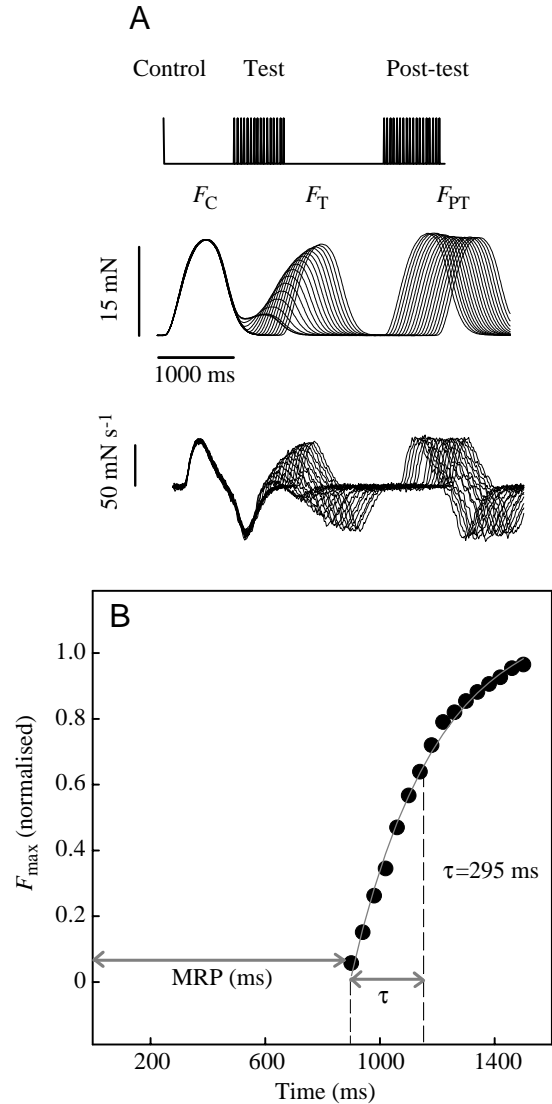 A
Control Test Post-test
F_C F_T F_PT
15 mN
1000 ms
50 mN s⁻¹
B
F_max (normalised)
1.0
0.8
0.6
0.4
0.2
0
τ=295 ms
MRP (ms)
τ
200 600 1000 1400
Time (ms)